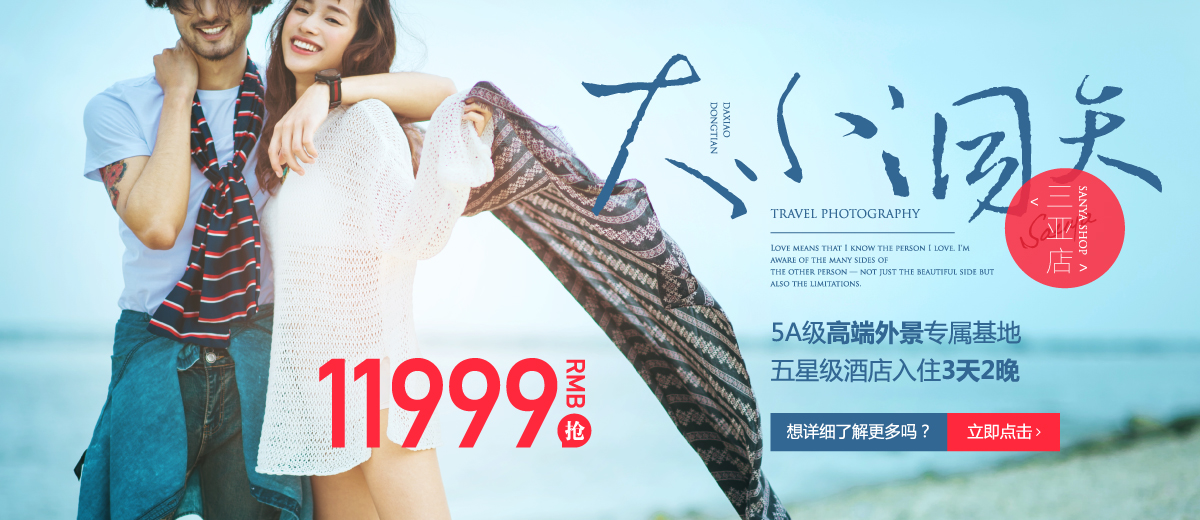 大小洞天
DAXIAO
DONGTIAN
TRAVEL PHOTOGRAPHY
LOVE MEANS THAT I KNOW THE PERSON I LOVE. I'M
AWARE OF THE MANY SIDES OF
THE OTHER PERSON — NOT JUST THE BEAUTIFUL SIDE BUT
ALSO THE LIMITATIONS.
三亚店
SANYA.SHOP
Sanya
5A级高端外景专属基地
五星级酒店入住3天2晚
11999
RMB
抢
想详细了解更多吗？
立即点击 >